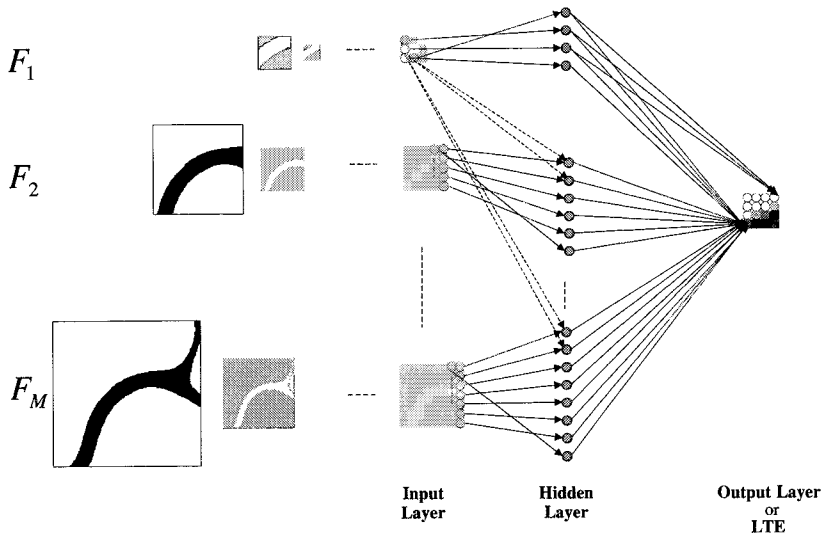 F1
F2
FM
Input
Layer
Hidden
Layer
Output Layer
or
LTE